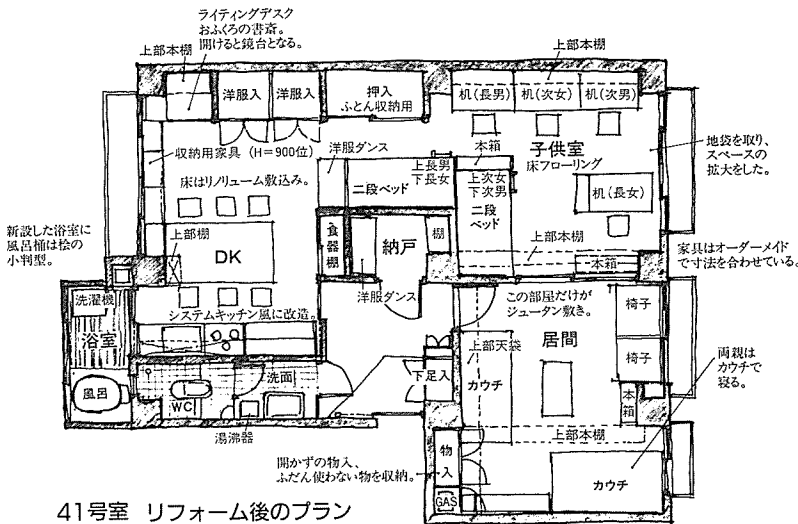 ライティングデスク
おふくろの書斎。
開けると鏡台となる。
上部本棚
洋服入
洋服入
押入
ふとん収納用
上部本棚
机(長男)
机(次女)
机(次男)
収納用家具(H=900位)
床はリノリューム敷込み。
洋服ダンス
上長男
下長女
二段ベッド
本箱
子供室
床フローリング
上次女
下次男
二段
ベッド
机(長女)
地袋を取り、
スペースの
拡大をした。
新設した浴室に
風呂桶は桧の
小判型。
上部棚
DK
食器棚
納戸
棚
洋服ダンス
上部本棚
本箱
家具はオーダーメイド
で寸法を合わせている。
洗濯機
浴室
風呂
システムキッチン風に改造。
WC
洗面
湯沸器
下足入
この部屋だけが
ジュータン敷き。
居間
椅子
椅子
上部天袋
カウチ
本箱
上部本棚
両親は
カウチで
寝る。
開かずの物入、
ふだん使わない物を収納。
物入
GAS
カウチ
41号室 リフォーム後のプラン